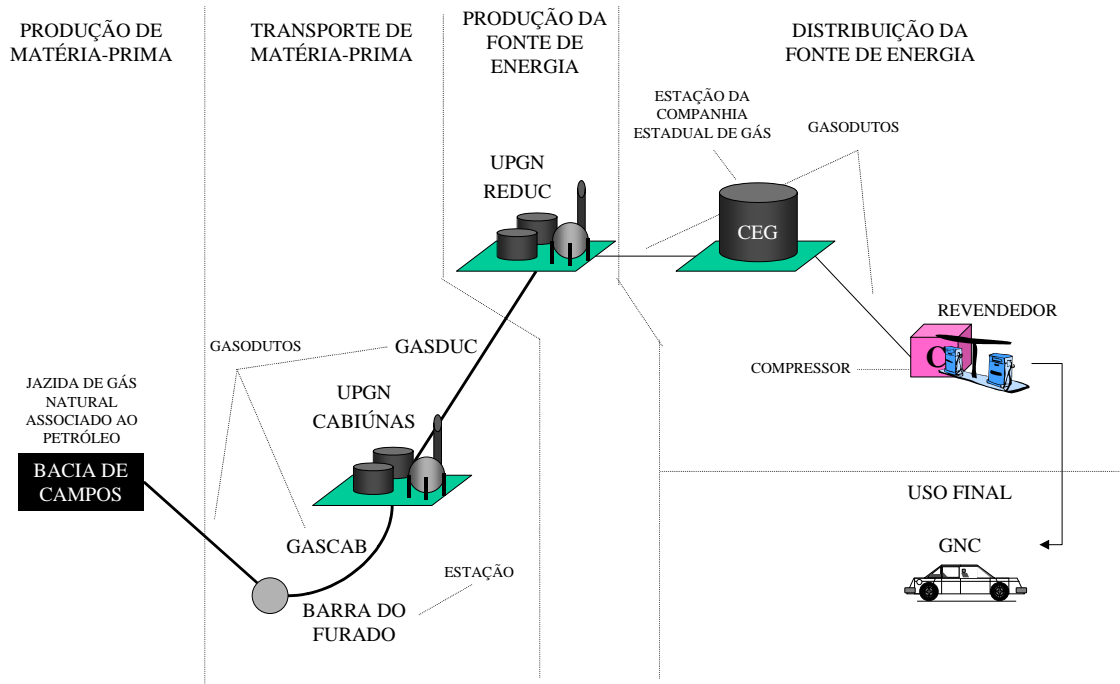 PRODUÇÃO DE
MATÉRIA-PRIMA
TRANSPORTE DE
MATÉRIA-PRIMA
PRODUÇÃO DA
FONTE DE
ENERGIA
DISTRIBUIÇÃO DA
FONTE DE ENERGIA
ESTAÇÃO DA
COMPANHIA
ESTADUAL DE GÁS
GASODUTOS
UPGN
REDUC
CEG
REVENDEDOR
C
COMPRESSOR
GASODUTOS
GASDUC
UPGN
CABIÚNAS
JAZIDA DE GÁS
NATURAL
ASSOCIADO AO
PETRÓLEO
BACIA DE
CAMPOS
GASCAB
ESTAÇÃO
BARRA DO
FURADO
USO FINAL
GNC